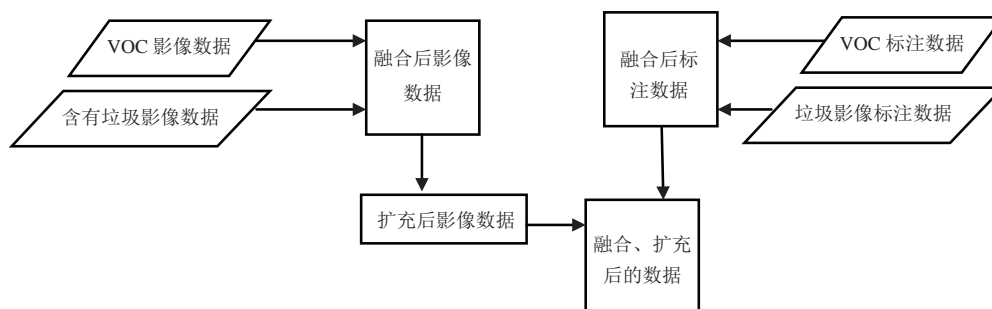 VOC 影像数据
含有垃圾影像数据
融合后影像
数据
融合后标
注数据
VOC 标注数据
垃圾影像标注数据
扩充后影像数据
融合、扩充
后的数据